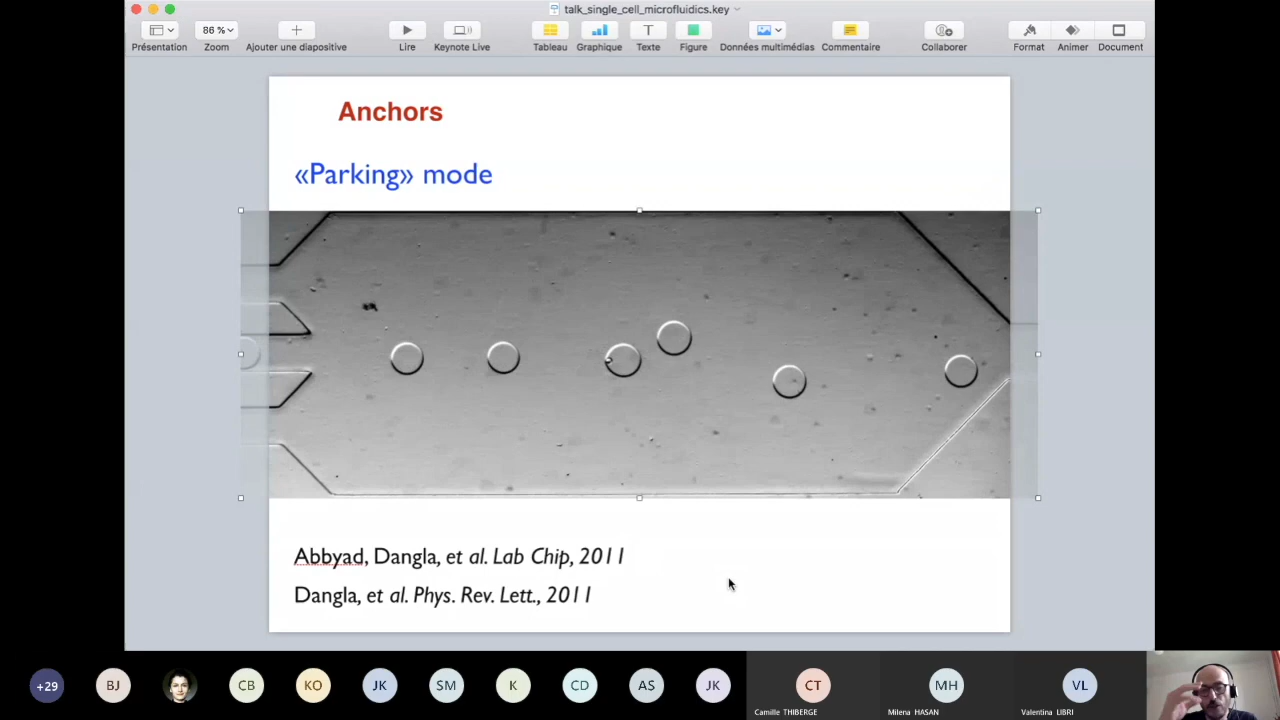 talk_single_cell_microfluidics.key
86 %
Présentation
Zoom
Ajouter une diapositive
Lire
Keynote Live
Tableau
Graphique
Texte
Figure
Données multimédias
Commentaire
Collaborer
Format
Animer
Document
Anchors
«Parking» mode
Abbyad, Dangla, et al. Lab Chip, 2011
Dangla, et al. Phys. Rev. Lett., 2011
+29
BJ
CB
KO
JK
SM
K
CD
AS
JK
CT
MH
VL
Camille THIBERGE
Milena HASAN
Valentina LIBRI